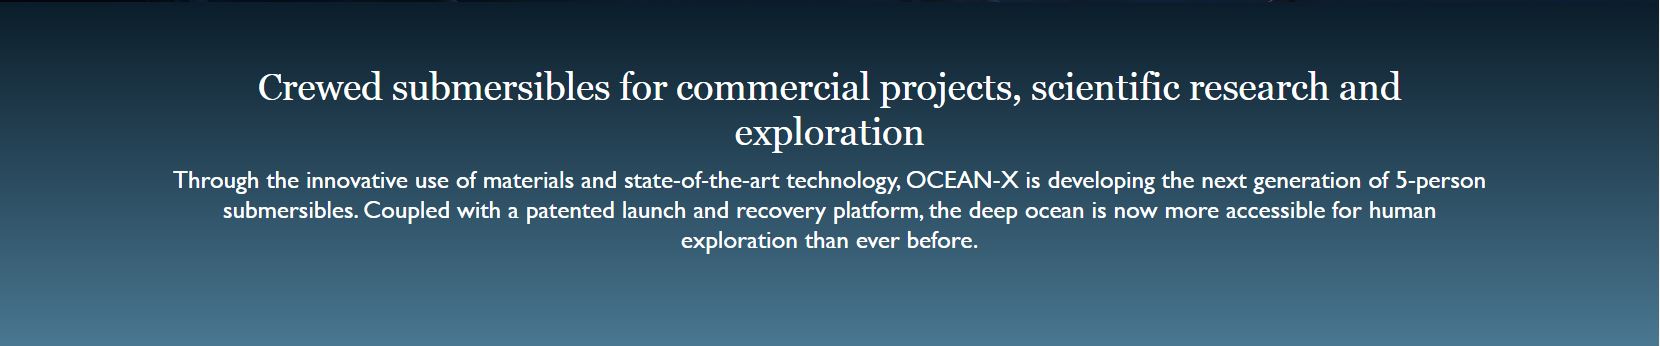 Crewed submersibles for commercial projects, scientific research and
exploration
Through the innovative use of materials and state-of-the-art technology, OCEAN-X is developing the next generation of 5-person
submersibles. Coupled with a patented launch and recovery platform, the deep ocean is now more accessible for human
exploration than ever before.